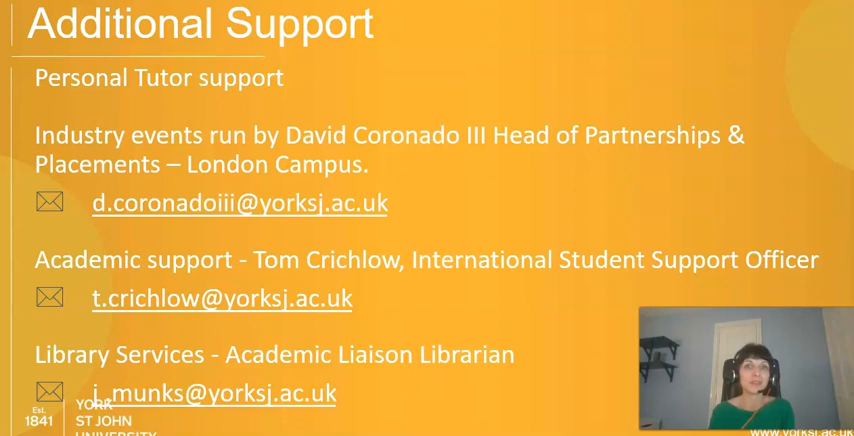 Additional Support
Personal Tutor support
Industry events run by David Coronado III Head of Partnerships &
Placements – London Campus.
d.coronadoiii@yorksj.ac.uk
Academic support - Tom Crichlow, International Student Support Officer
t.crichlow@yorksj.ac.uk
Library Services - Academic Liaison Librarian
j.munks@yorksj.ac.uk
Est.
1841
YORK
ST JOHN
UNIVERSITY
www.yorksj.ac.uk